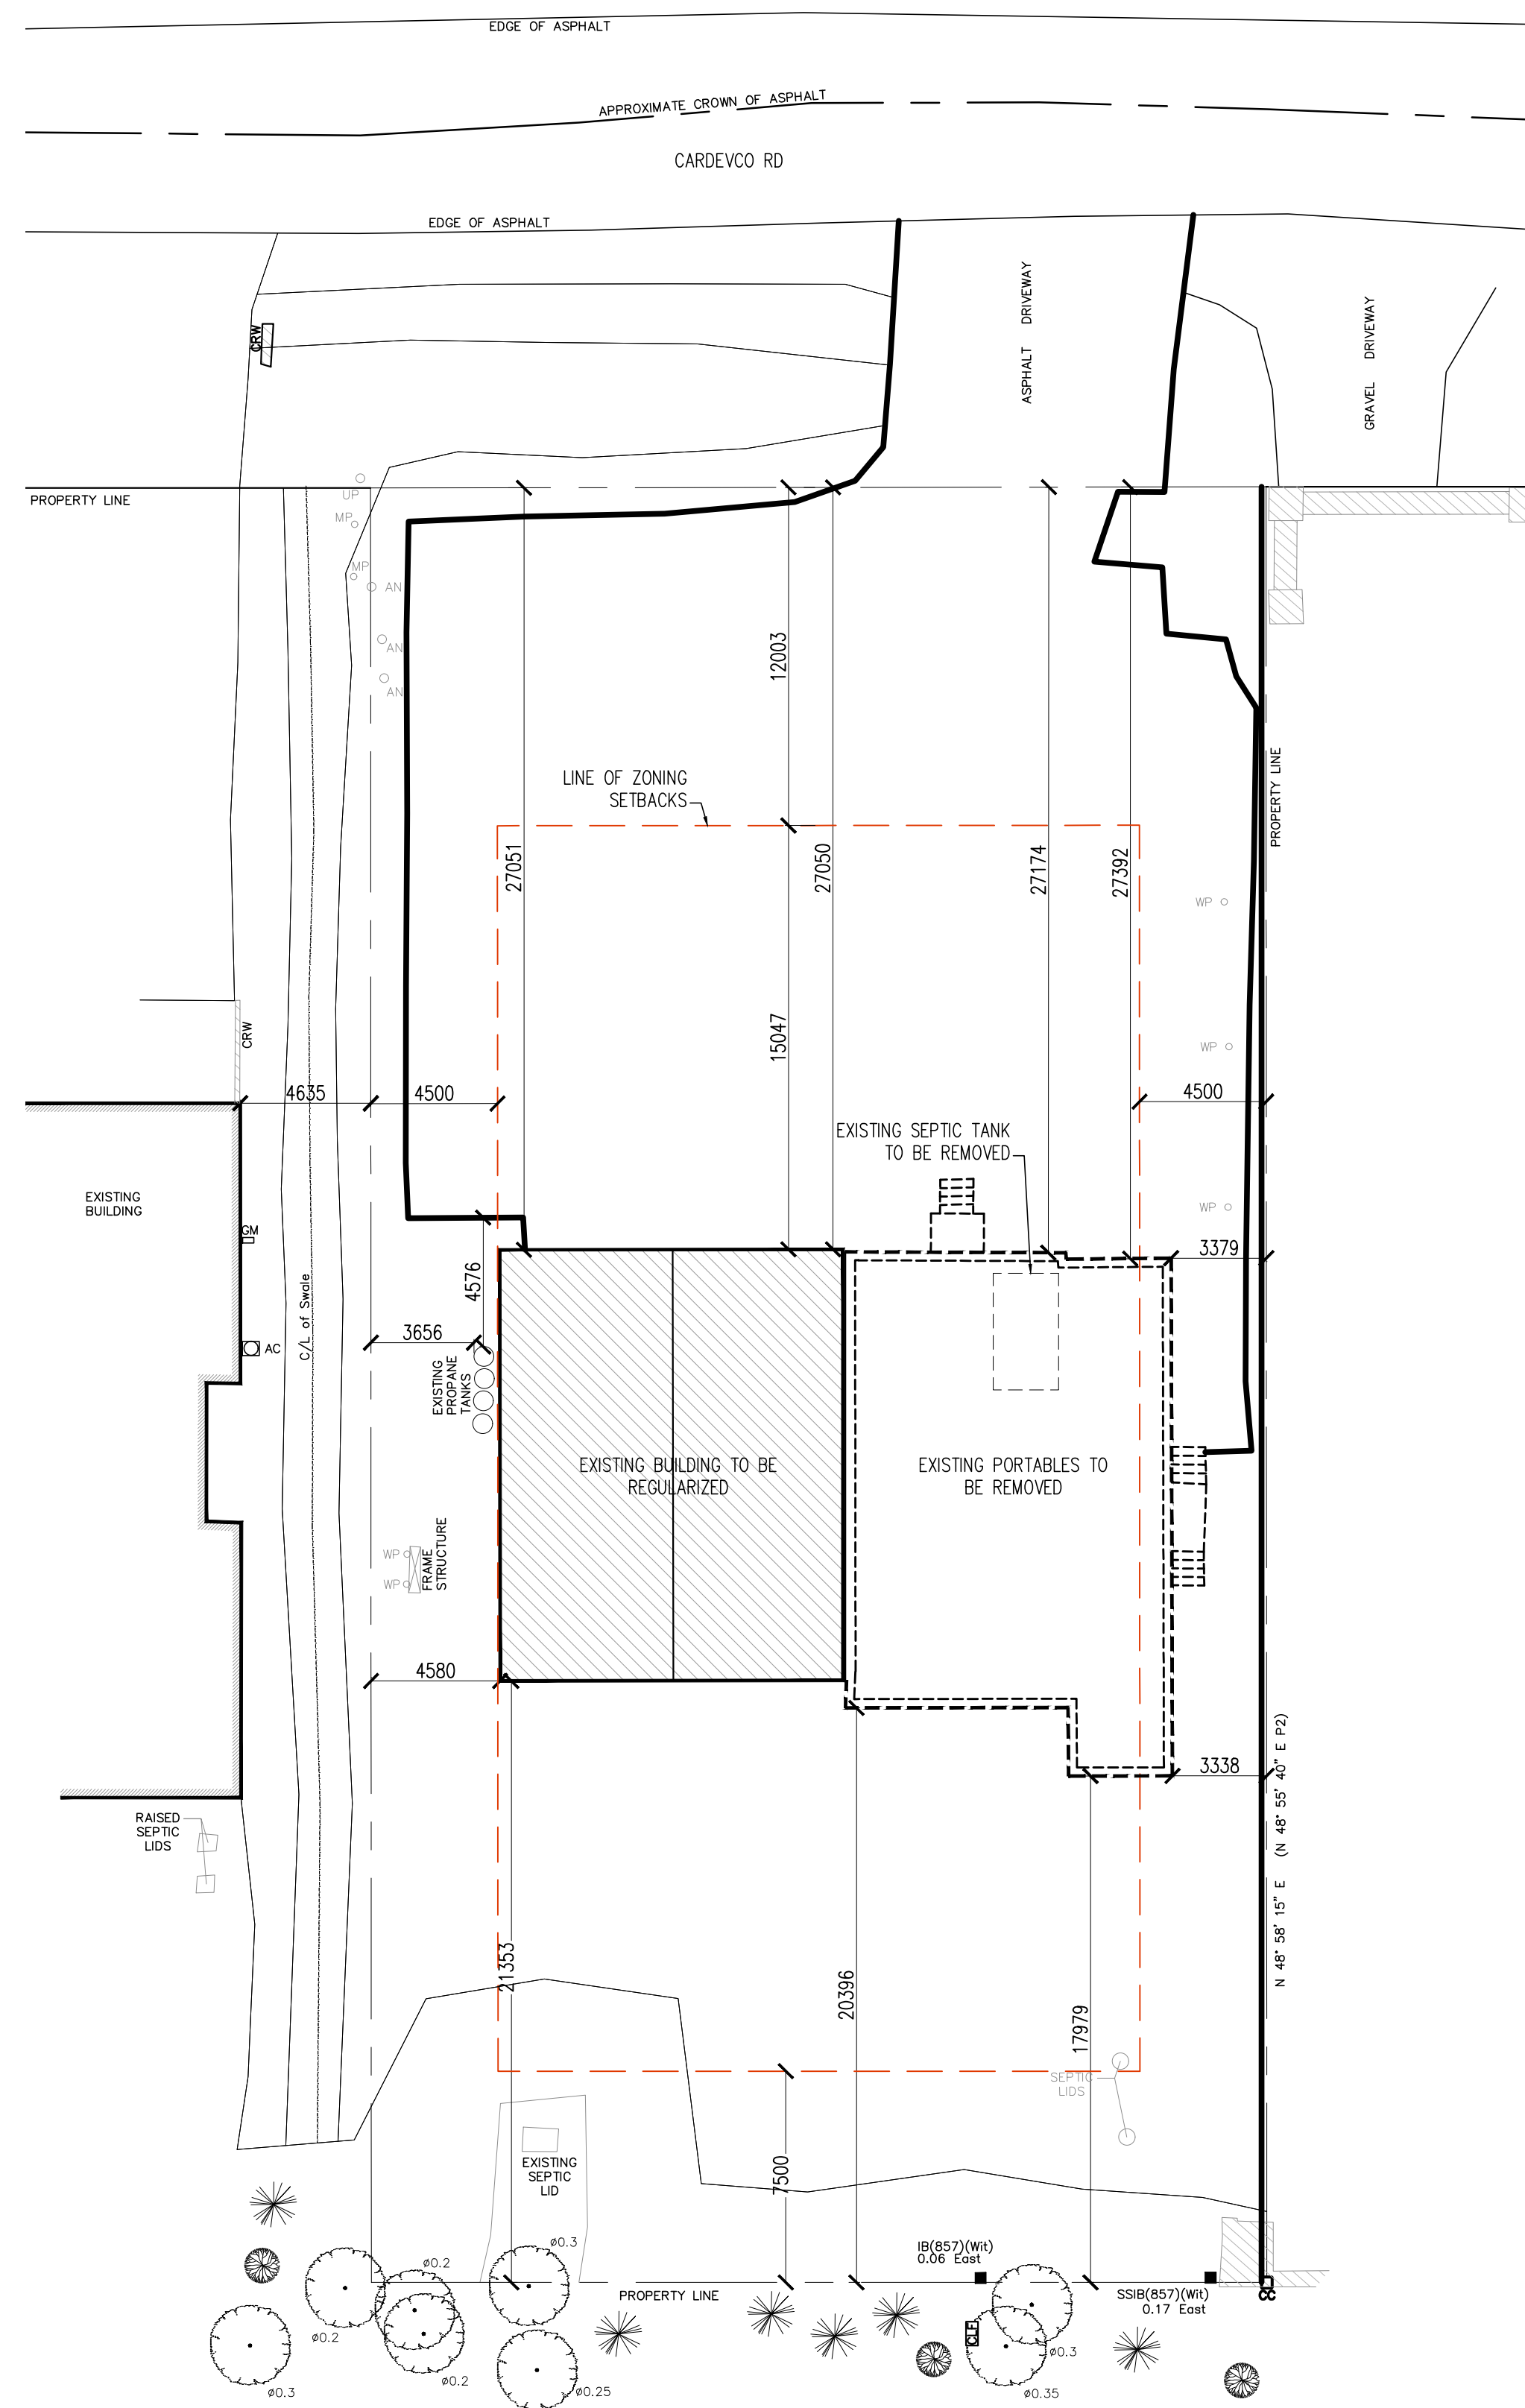 EDGE OF ASPHALT
APPROXIMATE CROWN OF ASPHALT
CARDEVCO RD
EDGE OF ASPHALT
ASPHALT DRIVEWAY
GRAVEL DRIVEWAY
CRW
UP
PROPERTY LINE
MP
MP
AN
AN
AN
12003
LINE OF ZONING
SETBACKS
PROPERTY LINE
27051
27050
27174
27392
WP
CRW
15047
WP
4635
4500
4500
EXISTING SEPTIC TANK
TO BE REMOVED
EXISTING
BUILDING
WP
GM
3379
4576
C/L of Swale
3656
AC
EXISTING
PROPANE
TANKS
EXISTING BUILDING TO BE
REGULARIZED
EXISTING PORTABLES TO
BE REMOVED
WP
WP
FRAME
STRUCTURE
4580
3338
RAISED
SEPTIC
LIDS
N 48° 58' 15" E (N 48° 55' 40" E P2)
21353
20396
17979
SEPTIC
LIDS
7500
EXISTING
SEPTIC
LID
IB(857)(Wit)
0.06 East
ø0.3
ø0.2
PROPERTY LINE
SSIB(857)(Wit)
0.17 East
CC
ø0.2
CLF
ø0.3
ø0.2
ø0.3
ø0.25
ø0.35